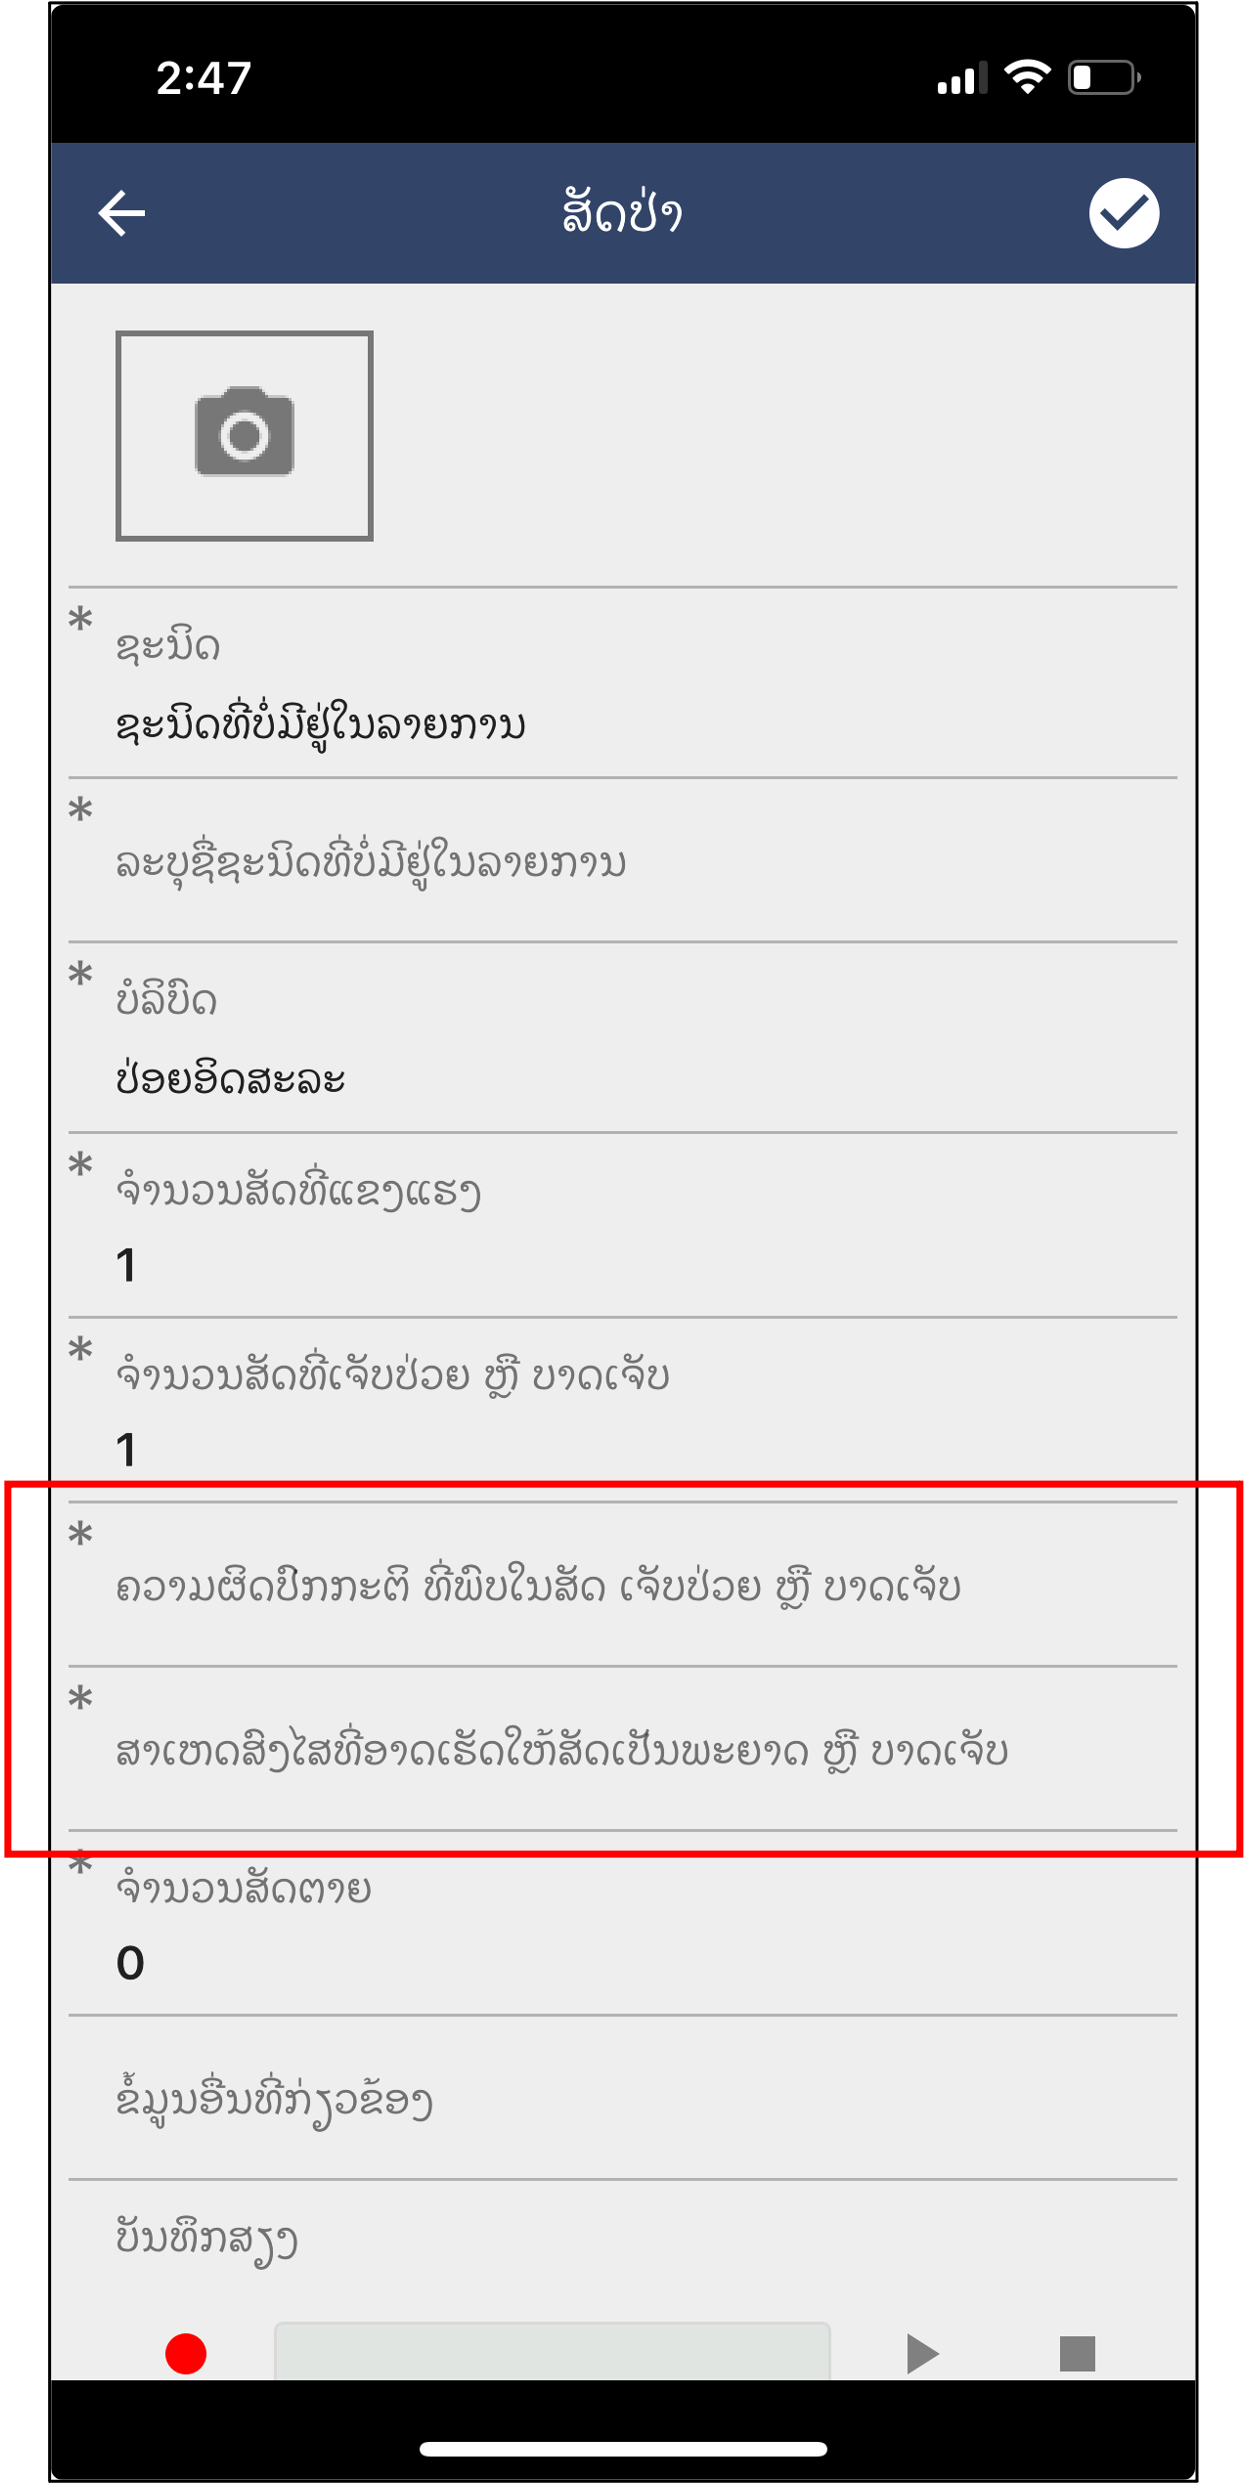 2:47
ສັດປ່າ
* ຊະນິດ
ຊະນິດທີ່ບໍ່ມີຢູ່ໃນລາຍການ
* ລະບຸຊື່ຊະນິດທີ່ບໍ່ມີຢູ່ໃນລາຍການ
* ບໍລິບົດ
ປ່ອຍອິດສະລະ
* ຈຳນວນສັດທີ່ແຂງແຮງ
1
* ຈຳນວນສັດທີ່ເຈັບປ່ວຍ ຫຼື ບາດເຈັບ
1
* ຄວາມຜິດປົກກະຕິ ທີ່ພົບໃນສັດ ເຈັບປ່ວຍ ຫຼື ບາດເຈັບ
* ສາເຫດສົງໄສທີ່ອາດເຮັດໃຫ້ສັດເປັນພະຍາດ ຫຼື ບາດເຈັບ
* ຈຳນວນສັດຕາຍ
0
ຂໍ້ມູນອື່ນທີ່ກ່ຽວຂ້ອງ
ບັນທຶກສຽງ